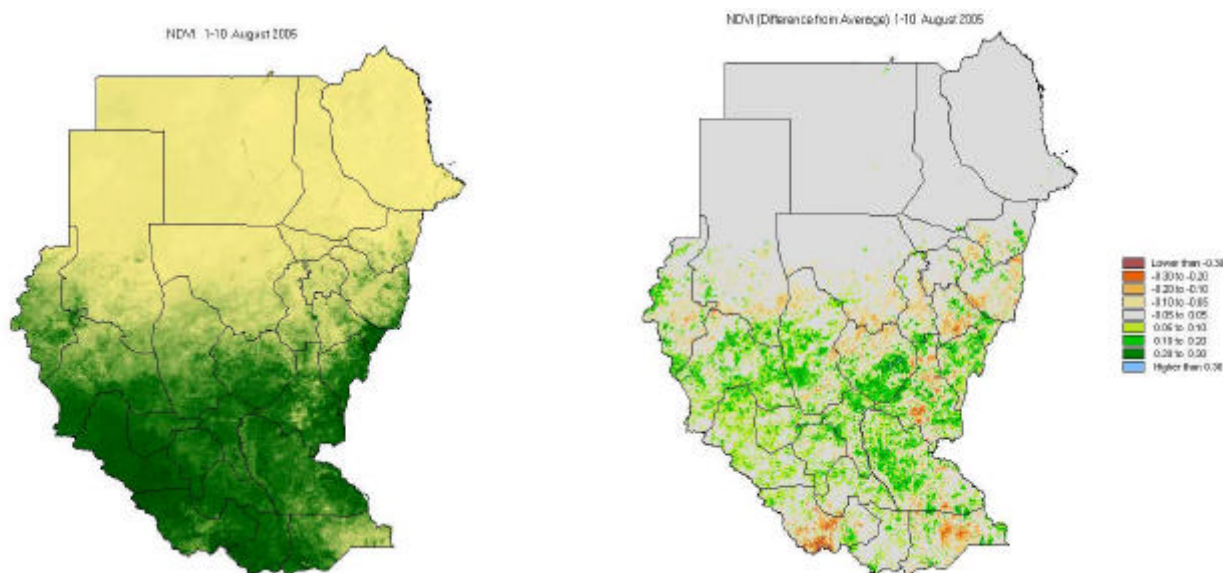 NDVI 1-10 August 2005
NDVI (Difference from Average) 1-10 August 2005
Lower than -0.30
-0.30 to -0.20
-0.20 to -0.10
-0.10 to -0.05
-0.05 to 0.05
0.05 to 0.10
0.10 to 0.20
0.20 to 0.30
Higher than 0.30